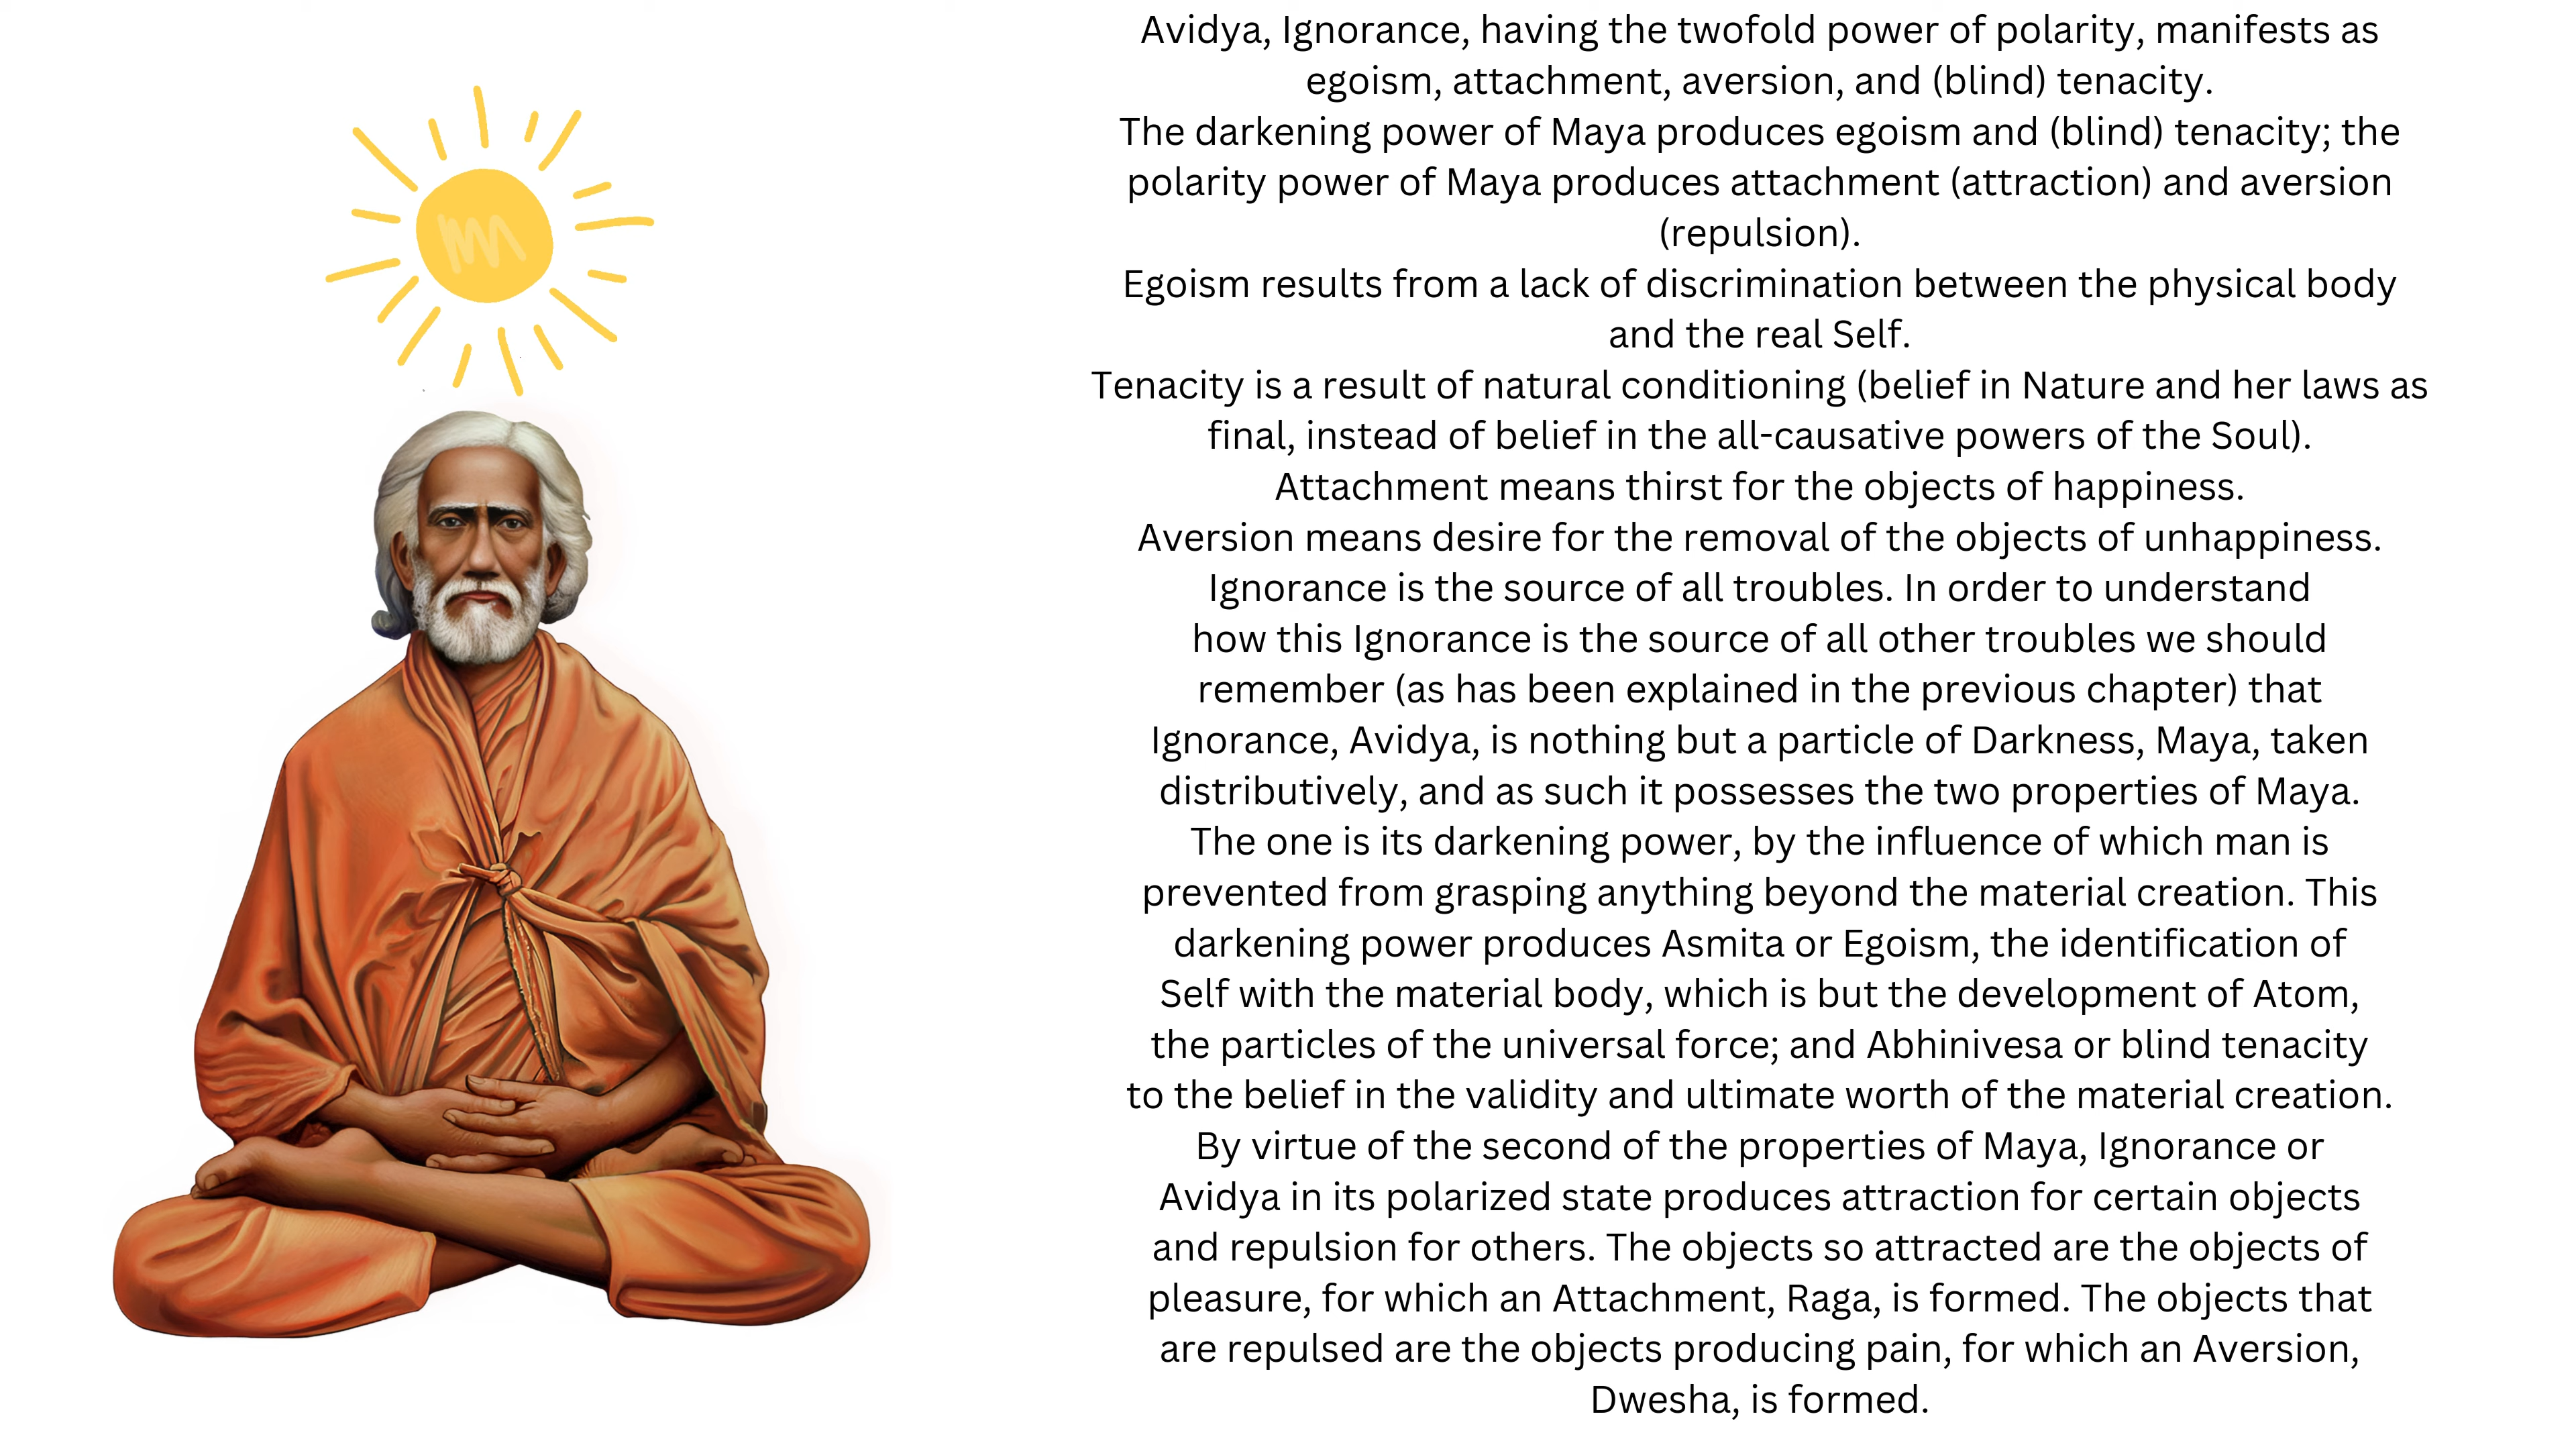 Avidya, Ignorance, having the twofold power of polarity, manifests as
egoism, attachment, aversion, and (blind) tenacity.
The darkening power of Maya produces egoism and (blind) tenacity; the
polarity power of Maya produces attachment (attraction) and aversion
(repulsion).
Egoism results from a lack of discrimination between the physical body
and the real Self.
Tenacity is a result of natural conditioning (belief in Nature and her laws as
final, instead of belief in the all-causative powers of the Soul).
Attachment means thirst for the objects of happiness.
Aversion means desire for the removal of the objects of unhappiness.
Ignorance is the source of all troubles. In order to understand
how this Ignorance is the source of all other troubles we should
remember (as has been explained in the previous chapter) that
Ignorance, Avidya, is nothing but a particle of Darkness, Maya, taken
distributively, and as such it possesses the two properties of Maya.
The one is its darkening power, by the influence of which man is
prevented from grasping anything beyond the material creation. This
darkening power produces Asmita or Egoism, the identification of
Self with the material body, which is but the development of Atom,
the particles of the universal force; and Abhinivesa or blind tenacity
to the belief in the validity and ultimate worth of the material creation.
By virtue of the second of the properties of Maya, Ignorance or
Avidya in its polarized state produces attraction for certain objects
and repulsion for others. The objects so attracted are the objects of
pleasure, for which an Attachment, Raga, is formed. The objects that
are repulsed are the objects producing pain, for which an Aversion,
Dwesha, is formed.